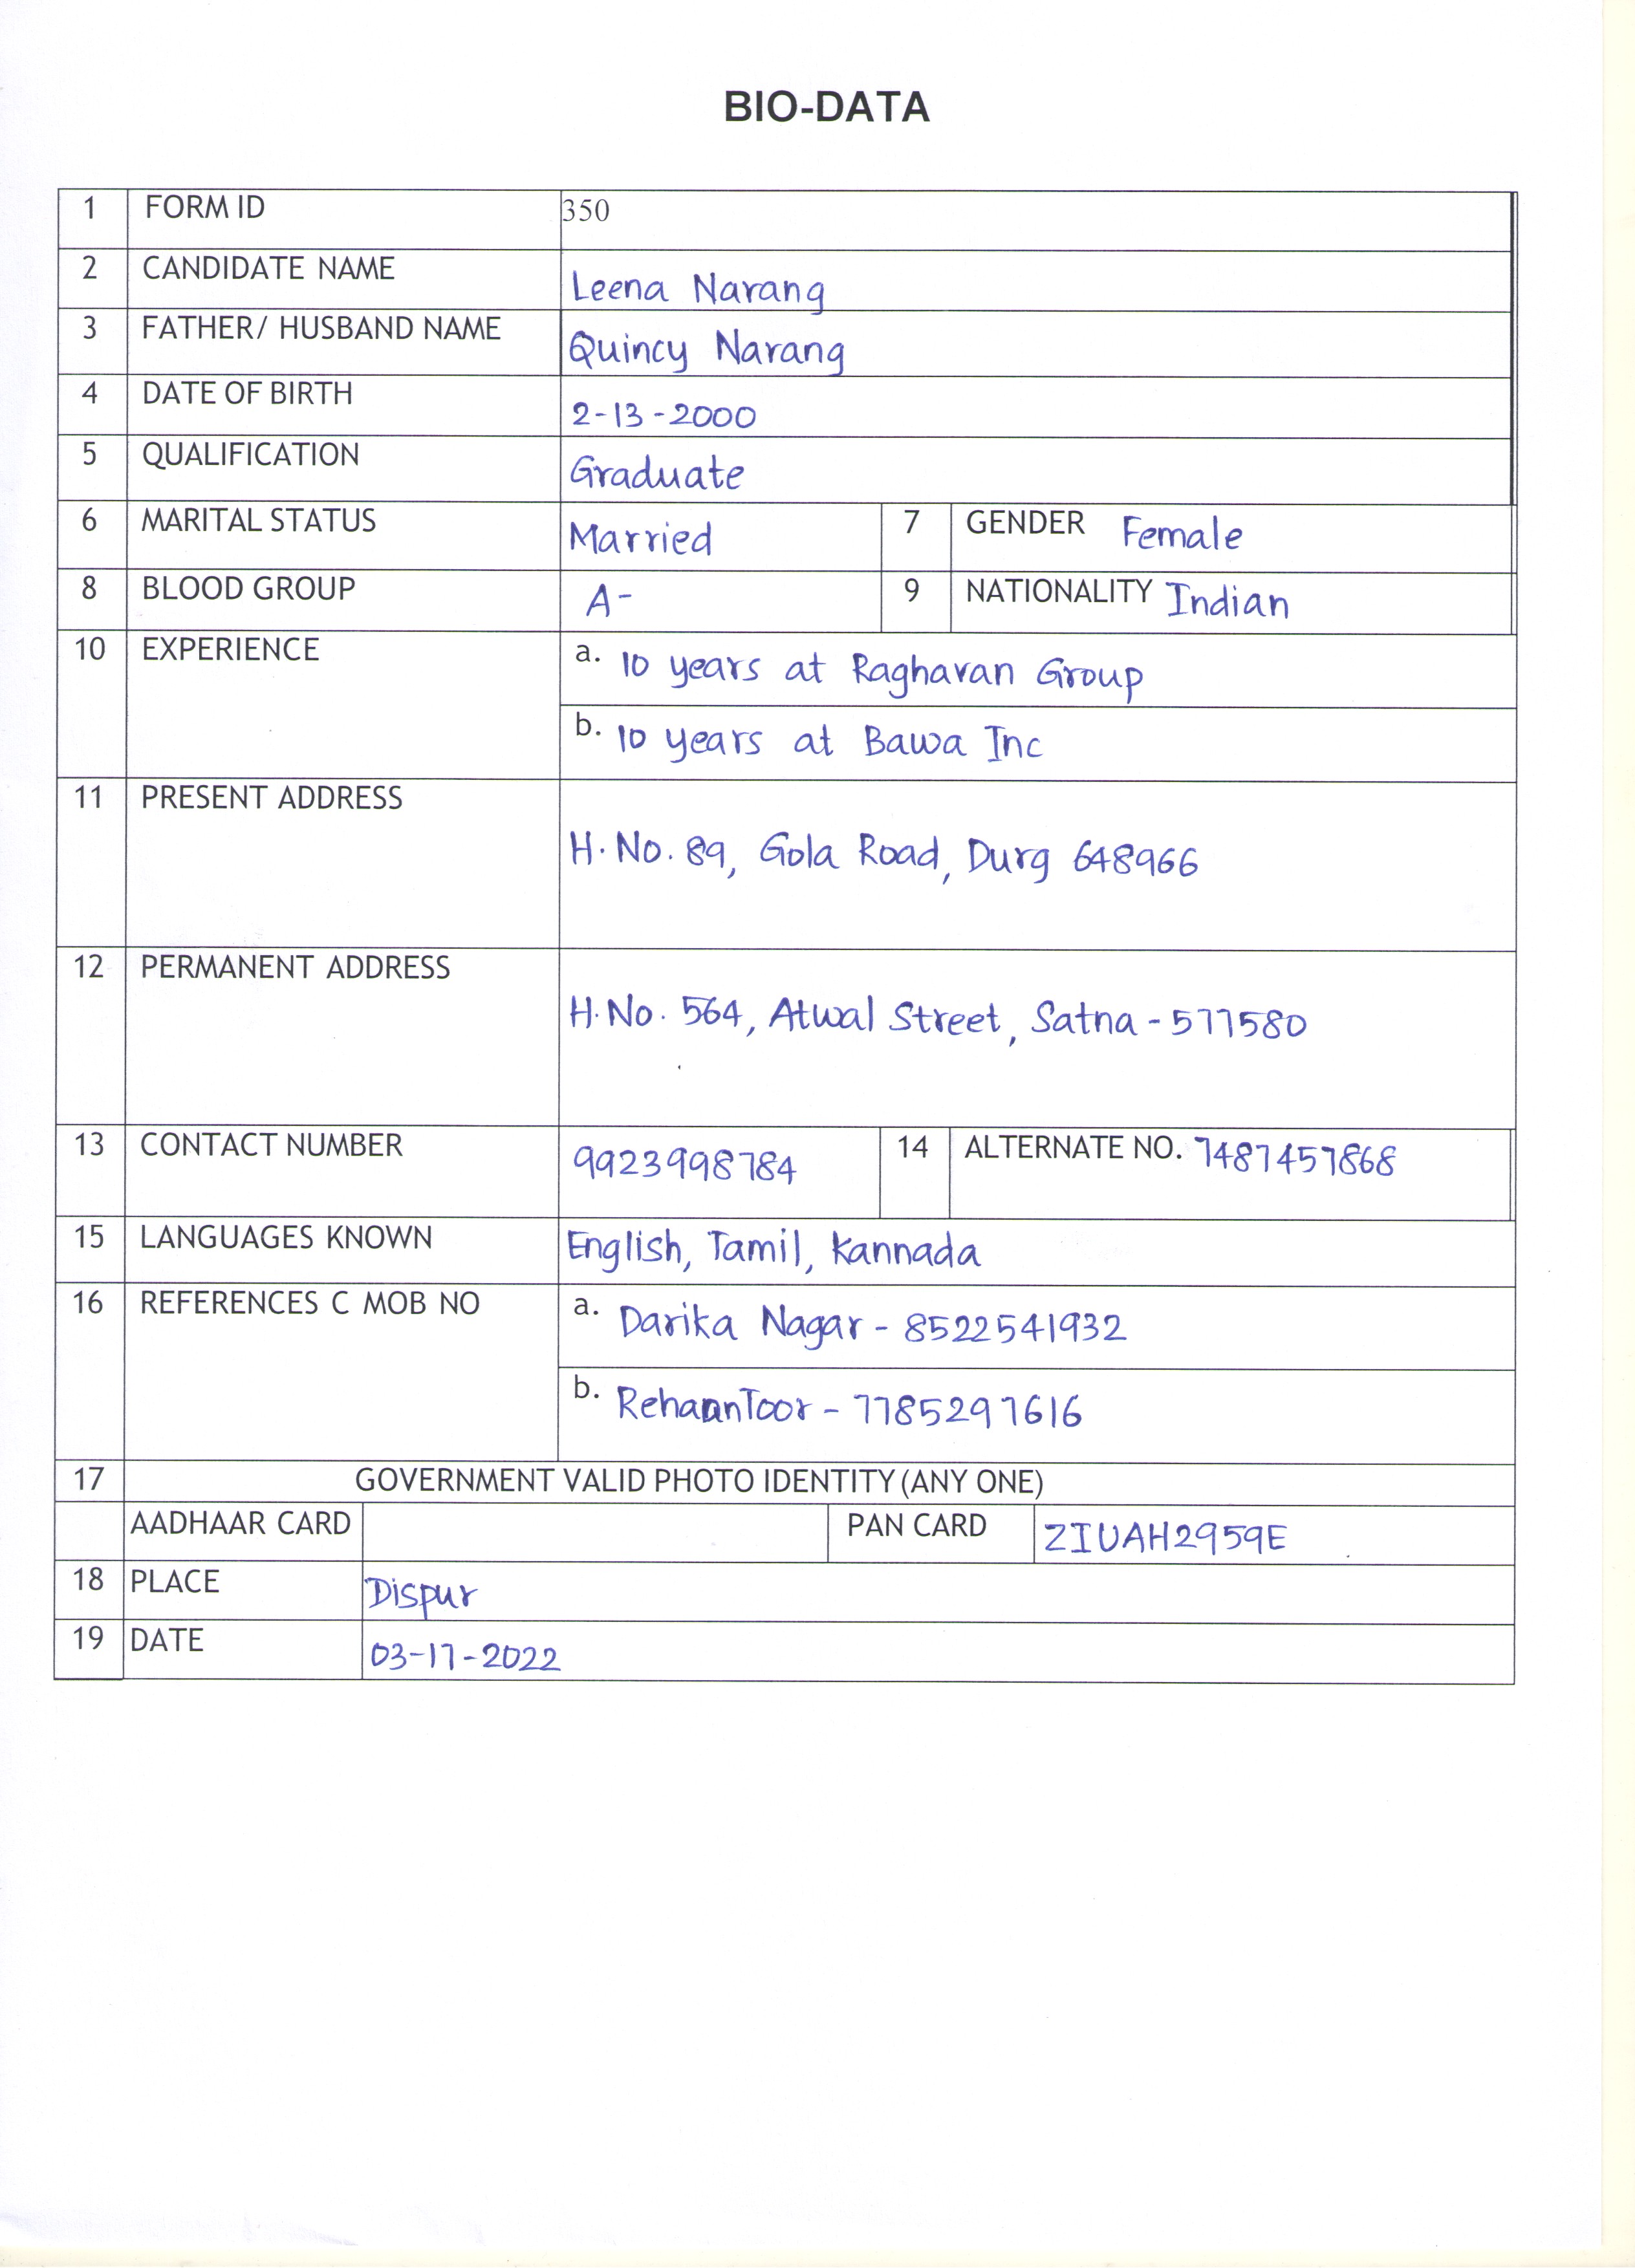 BIO-DATA
1 FORM ID 350
2 CANDIDATE NAME Leena Narang
3 FATHER/ HUSBAND NAME Quincy Narang
4 DATE OF BIRTH 2-13-2000
5 QUALIFICATION Graduate
6 MARITAL STATUS Married 7 GENDER Female
8 BLOOD GROUP A- 9 NATIONALITY Indian
10 EXPERIENCE a. 10 years at Raghavan Group
b. 10 years at Bawa Inc
11 PRESENT ADDRESS
H.No. 89, Gola Road, Durg 648966
12 PERMANENT ADDRESS
H.No. 564, Atwal Street, Satna - 577580
13 CONTACT NUMBER 9923998784 14 ALTERNATE NO. 7487457868
15 LANGUAGES KNOWN English, Tamil, Kannada
16 REFERENCES C MOB NO a. Darika Nagar - 8522541932
b. Rehaan Toor - 7785297616
17 GOVERNMENT VALID PHOTO IDENTITY (ANY ONE)
AADHAAR CARD PAN CARD ZIUAH2959E
18 PLACE Dispur
19 DATE 03-17-2022